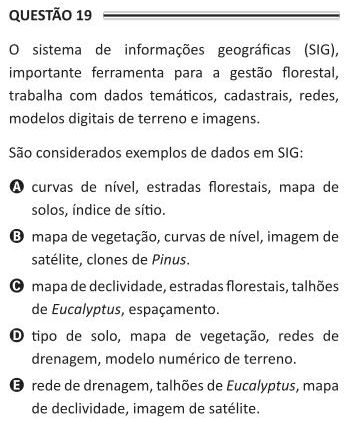 QUESTÃO 19
O sistema de informações geográficas (SIG),
importante ferramenta para a gestão florestal,
trabalha com dados temáticos, cadastrais, redes,
modelos digitais de terreno e imagens.
São considerados exemplos de dados em SIG:
A curvas de nível, estradas florestais, mapa de
solos, índice de sítio.
B mapa de vegetação, curvas de nível, imagem de
satélite, clones de Pinus.
C mapa de declividade, estradas florestais, talhões
de Eucalyptus, espaçamento.
D tipo de solo, mapa de vegetação, redes de
drenagem, modelo numérico de terreno.
E rede de drenagem, talhões de Eucalyptus, mapa
de declividade, imagem de satélite.